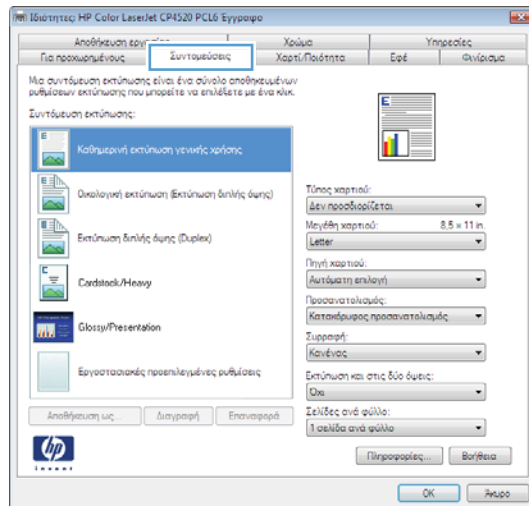 Ιδιότητες: HP Color LaserJet CP4520 PCL6 Έγγραφο
Αποθήκευση εργασίας
Χρώμα
Υπηρεσίες
Για προχωρημένους
Συντομεύσεις
Χαρτί/Ποιότητα
Εφέ
Φινίρισμα
Μια συντόμευση εκτύπωσης είναι ένα σύνολο αποθηκευμένων
ρυθμίσεων εκτύπωσης που μπορείτε να επιλέξετε με ένα κλικ.
Συντόμευση εκτύπωσης:
Καθημερινή εκτύπωση γενικής χρήσης
Οικολογική εκτύπωση (Εκτύπωση διπλής όψης)
Εκτύπωση διπλής όψης (Duplex)
Cardstock/Heavy
Glossy/Presentation
Εργοστασιακές προεπιλεγμένες ρυθμίσεις
Αποθήκευση ως...
Διαγραφή
Επαναφορά
Τύπος χαρτιού:
Δεν προσδιορίζεται
Μεγέθη χαρτιού: 8,5 × 11 in.
Letter
Πηγή χαρτιού:
Αυτόματη επιλογή
Προσανατολισμός:
Κατακόρυφος προσανατολισμός
Συρραφή:
Κανένας
Εκτύπωση και στις δύο όψεις:
Όχι
Σελίδες ανά φύλλο:
1 σελίδα ανά φύλλο
Πληροφορίες...
Βοήθεια
hp
invent
OK
Άκυρο